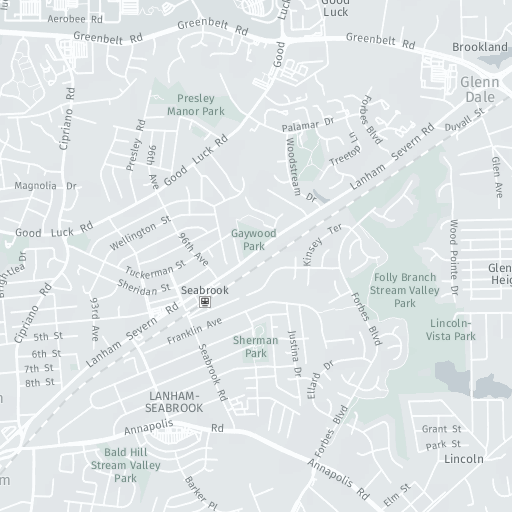 Good
Luck
Aerobee Rd
Greenbelt Rd
Greenbelt Rd
Good Luck
Brookland
Glenn
Dale
Cipriano Rd
Presley
Manor Park
Presley Rd
96th Ave
Good Luck Rd
Palamar Dr
Forbes Blvd
Treetop Ln
Woodstream Dr
Lanham Severn Rd
Duvall St
Glen Ave
Magnolia Dr
Wellington St
Good Luck Rd
96th Ave
Gaywood
Park
Kinsey Ter
Wood Pointe Dr
Tuckerman St
Sheridan St
Seabrook
Folly Branch
Stream Valley
Park
Glen
Heig
Cipriano Rd
93rd Ave
Lanham Severn Rd
Franklin Ave
Forbes Blvd
Lincoln-
Vista Park
5th St
6th St
7th St
8th St
Seabrook Rd
Sherman
Park
Justina Dr
Ellard Dr
LANHAM-
SEABROOK
Annapolis Rd
Forbes Blvd
Grant St
Park St
Lincoln
Bald Hill
Stream Valley
Park
Annapolis Rd
Barker Pl
Elm St